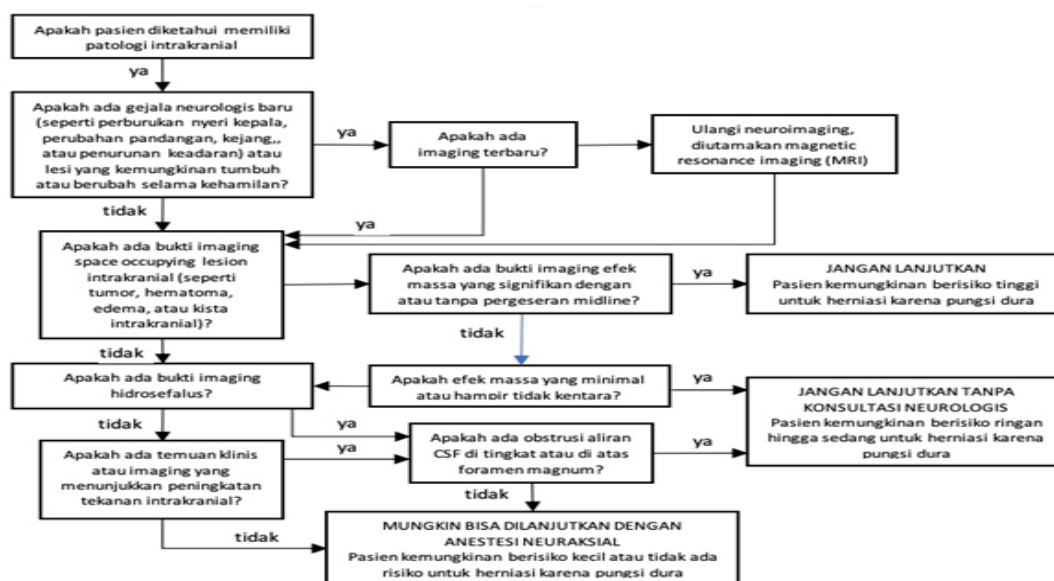 Apakah pasien diketahui memiliki
patologi intrakranial
ya
Apakah ada gejala neurologis baru
(seperti perburukan nyeri kepala,
perubahan pandangan, kejang,,
atau penurunan keadaran) atau
lesi yang kemungkinan tumbuh
atau berubah selama kehamilan?
ya
Apakah ada
imaging terbaru?
Ulangi neuroimaging,
diutamakan magnetic
resonance imaging (MRI)
tidak
ya
Apakah ada bukti imaging
space occupying lesion
intrakranial (seperti
tumor, hematoma,
edema, atau kista
intrakranial)?
Apakah ada bukti imaging efek
massa yang signifikan dengan
atau tanpa pergeseran midline?
ya
JANGAN LANJUTKAN
Pasien kemungkinan berisiko tinggi
untuk herniasi karena pungsi dura
tidak
tidak
Apakah ada bukti imaging
hidrosefalus?
Apakah efek massa yang minimal
atau hampir tidak kentara?
ya
JANGAN LANJUTKAN TANPA
KONSULTASI NEUROLOGIS
Pasien kemungkinan berisiko ringan
hingga sedang untuk herniasi karena
pungsi dura
tidak
ya
Apakah ada temuan klinis
atau imaging yang
menunjukkan peningkatan
tekanan intrakranial?
ya
Apakah ada obstrusi aliran
CSF di tingkat atau di atas
foramen magnum?
ya
tidak
tidak
MUNGKIN BISA DILANJUTKAN DENGAN
ANESTESI NEURAKSIAL
Pasien kemungkinan berisiko kecil atau tidak ada
risiko untuk herniasi karena pungsi dura